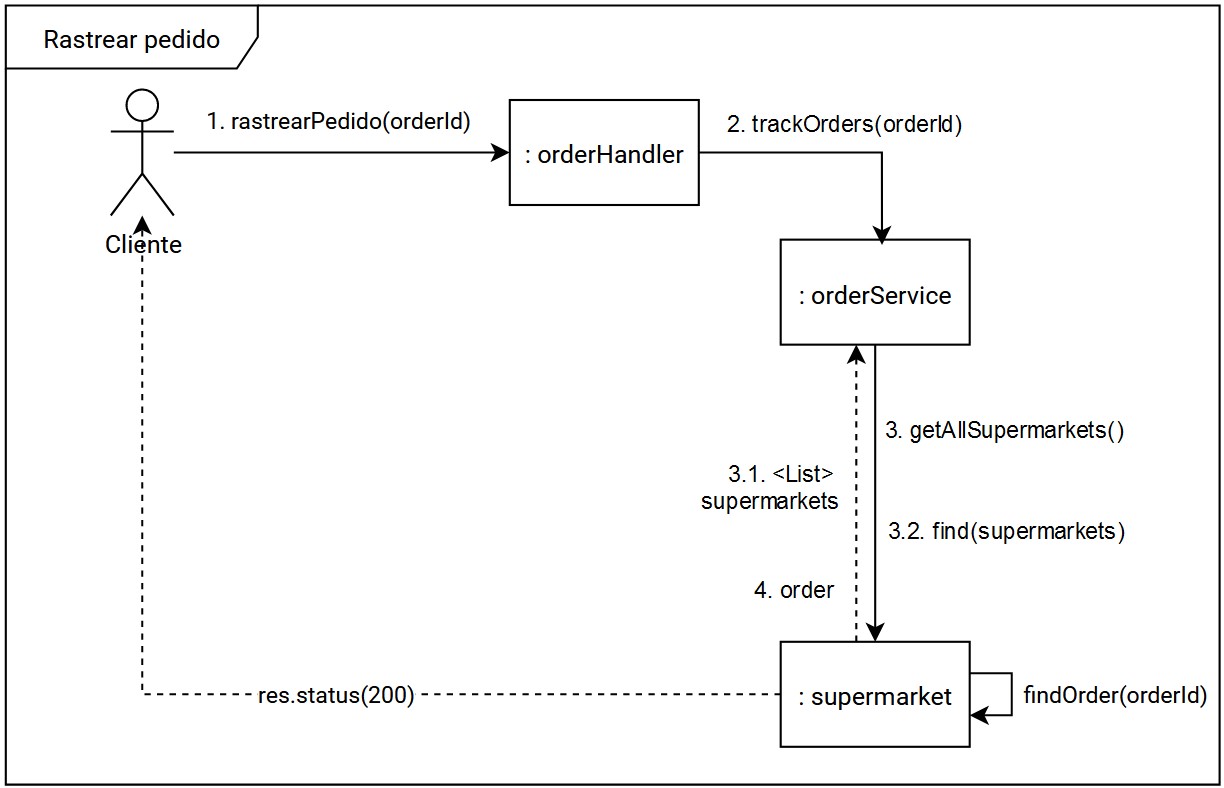 Rastrear pedido
1. rastrearPedido(orderId)
: orderHandler
2. trackOrders(orderId)
Cliente
: orderService
3. getAllSupermarkets()
3.1. <List>
supermarkets
3.2. find(supermarkets)
4. order
res.status(200)
: supermarket
findOrder(orderId)